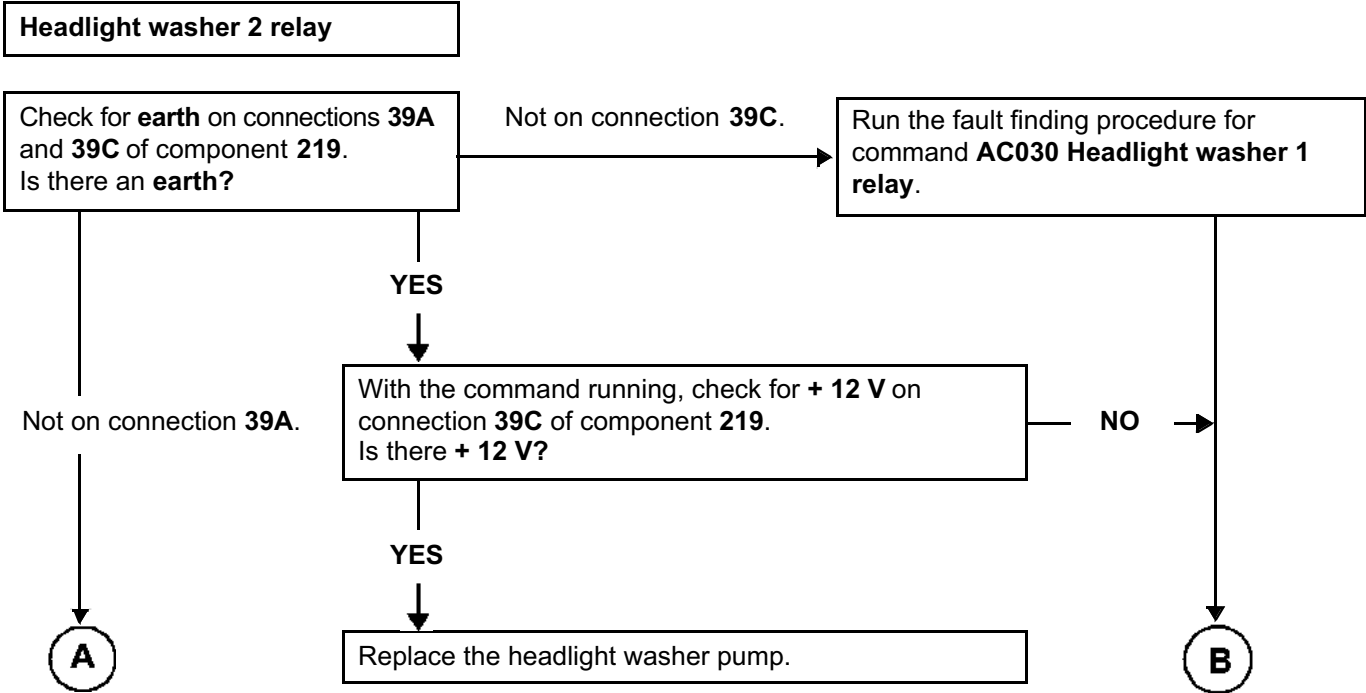 Headlight washer 2 relay
Check for earth on connections 39A
and 39C of component 219.
Is there an earth?
Not on connection 39C.
Run the fault finding procedure for
command AC030 Headlight washer 1
relay.
YES
With the command running, check for + 12 V on
connection 39C of component 219.
Is there + 12 V?
Not on connection 39A.
NO
YES
Replace the headlight washer pump.
A
B